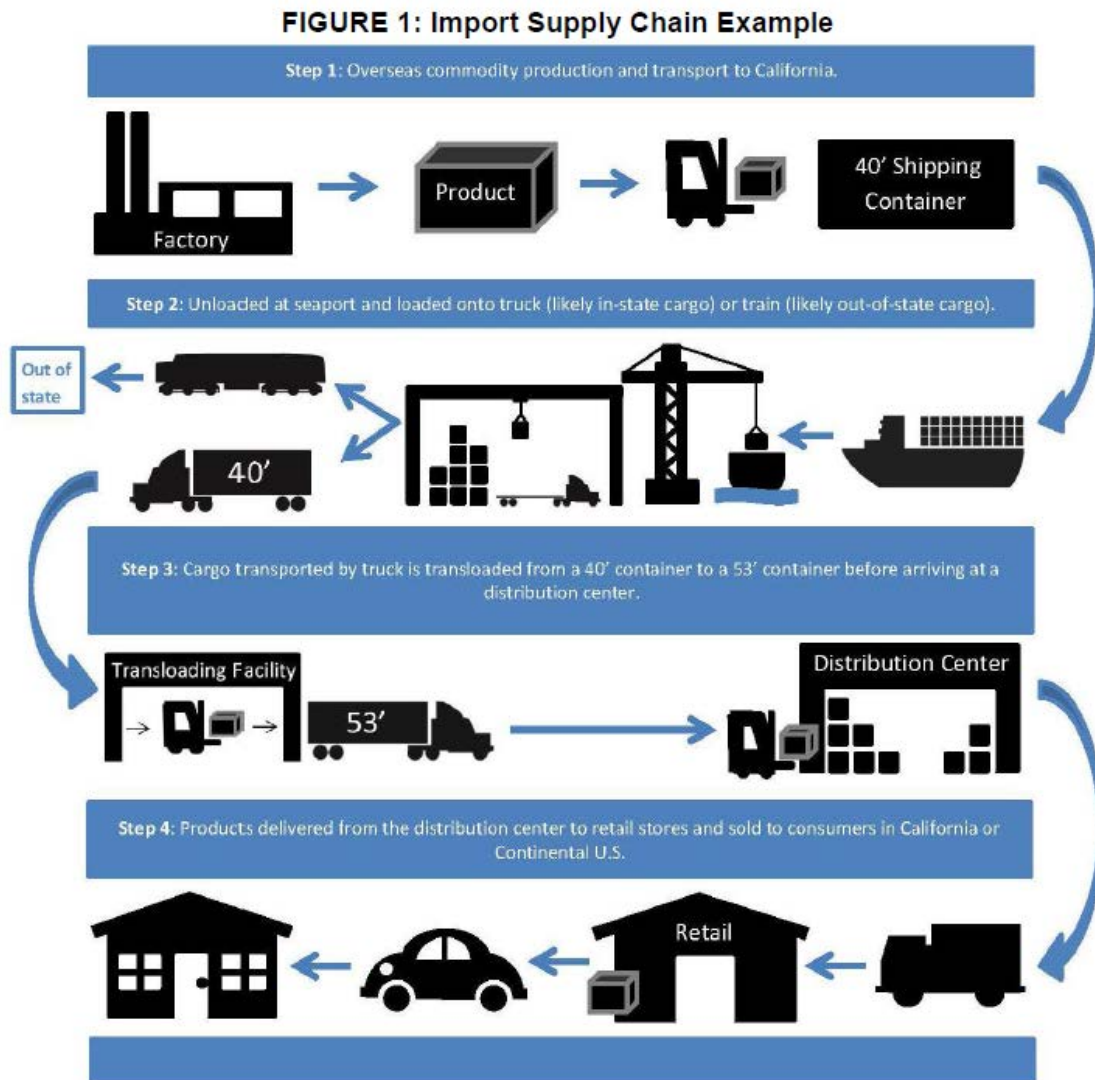 FIGURE 1: Import Supply Chain Example
Step 1: Overseas commodity production and transport to California.
Factory
Product
40’ Shipping
Container
Step 2: Unloaded at seaport and loaded onto truck (likely in-state cargo) or train (likely out-of-state cargo).
Out of
state
40’
Step 3: Cargo transported by truck is transloaded from a 40’ container to a 53’ container before arriving at a
distribution center.
Transloading Facility
53’
Distribution Center
Step 4: Products delivered from the distribution center to retail stores and sold to consumers in California or
Continental U.S.
Retail